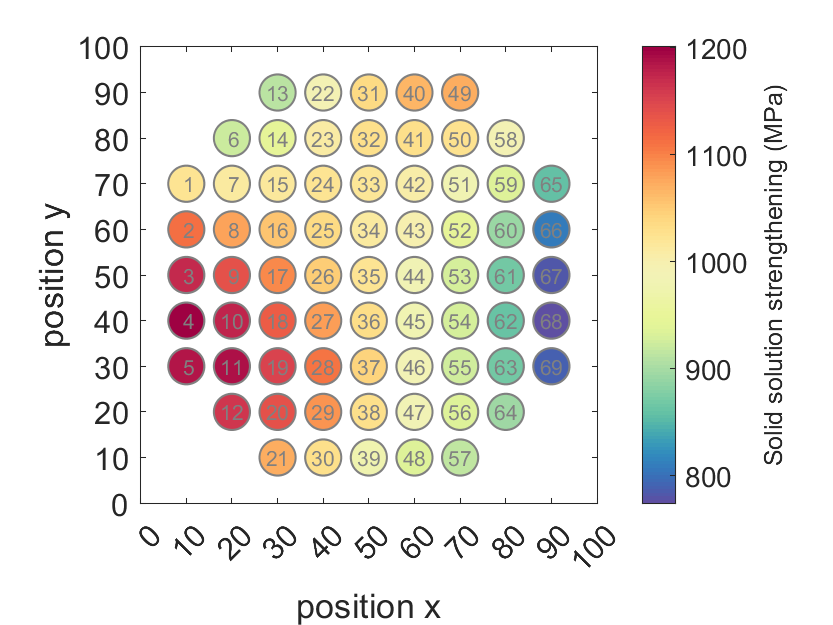 100
90
80
70
60
50
40
30
20
10
0
position y
13 22 31 40 49
6 14 23 32 41 50 58
1 7 15 24 33 42 51 59 65
2 8 16 25 34 43 52 60 66
3 9 17 26 35 44 53 61 67
4 10 18 27 36 45 54 62 68
5 11 19 28 37 46 55 63 69
12 20 29 38 47 56 64
21 30 39 48 57
0 10 20 30 40 50 60 70 80 90 100
position x
1200
1100
1000
900
800
Solid solution strengthening (MPa)